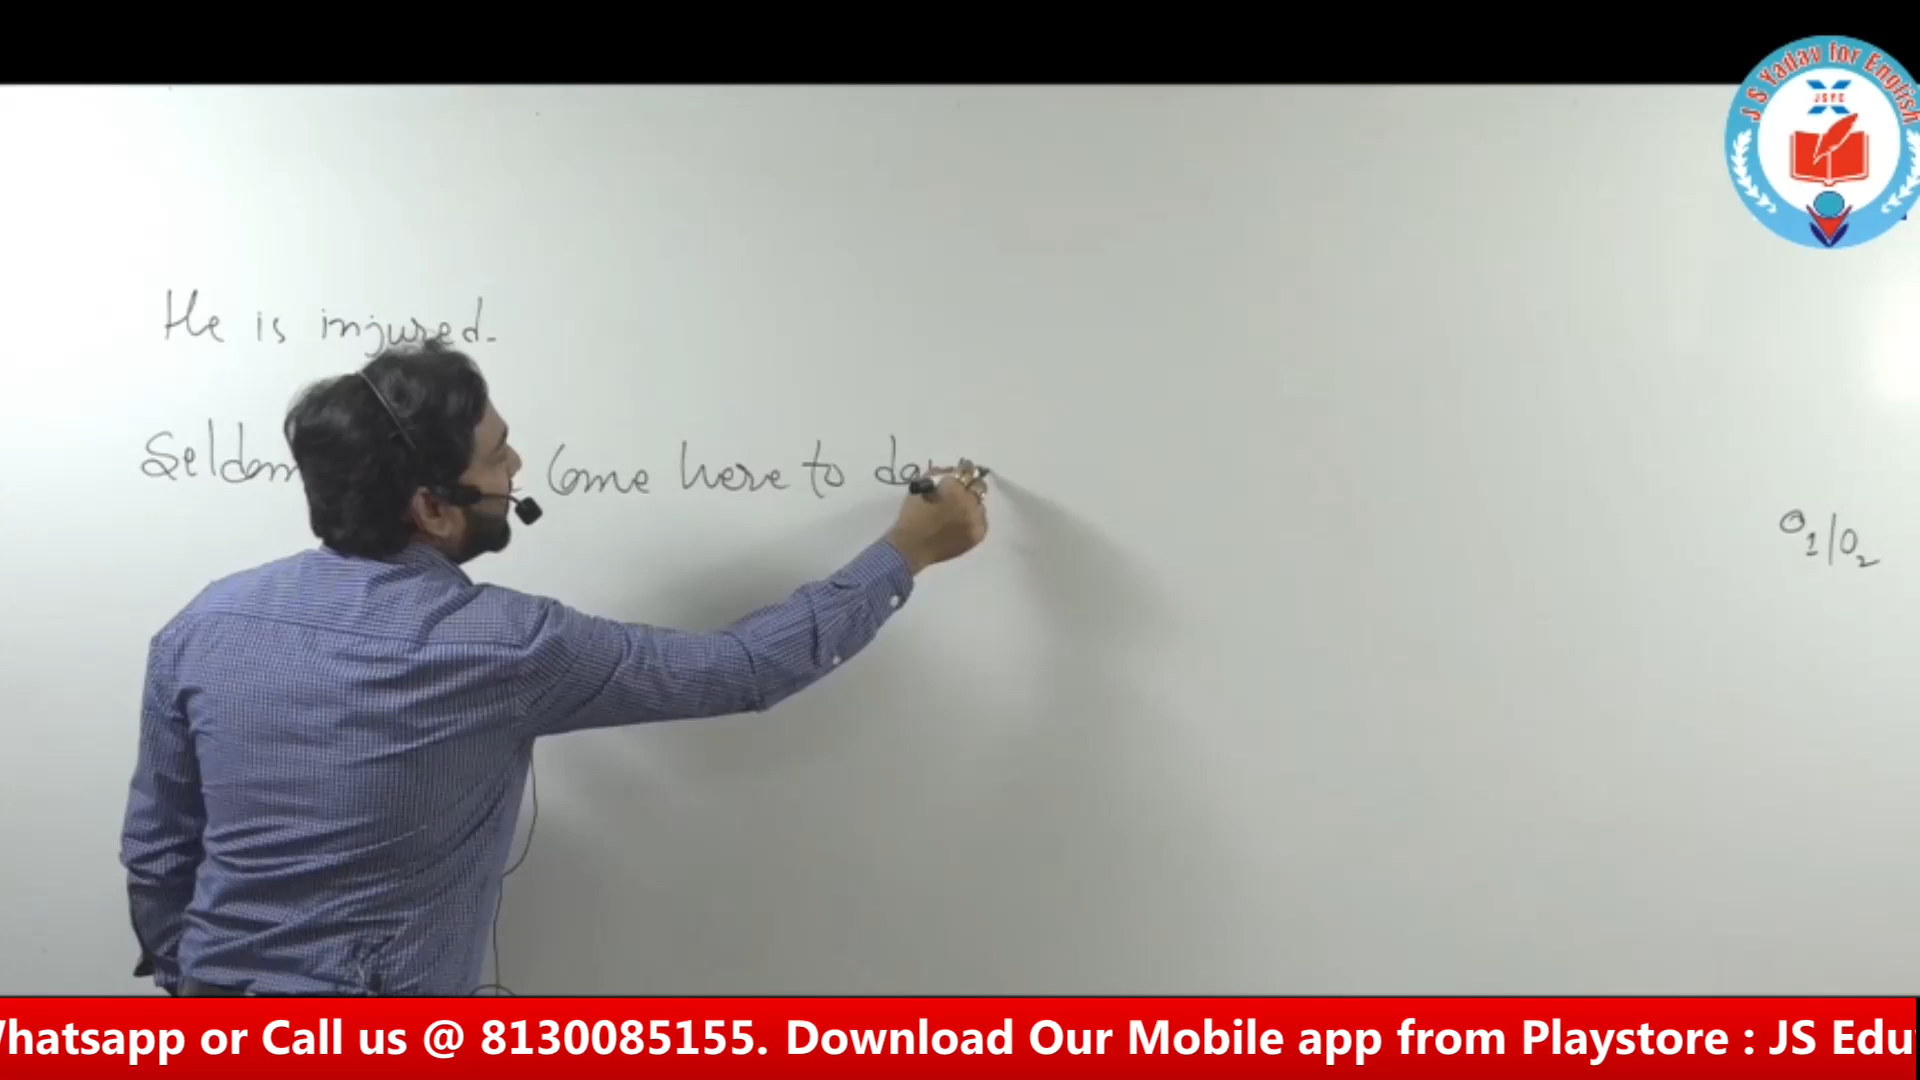 J S Yadav for English
JSYE
He is injured.
Seldom come here to
O1/O2
Whatsapp or Call us @ 8130085155. Download Our Mobile app from Playstore : JS Edu